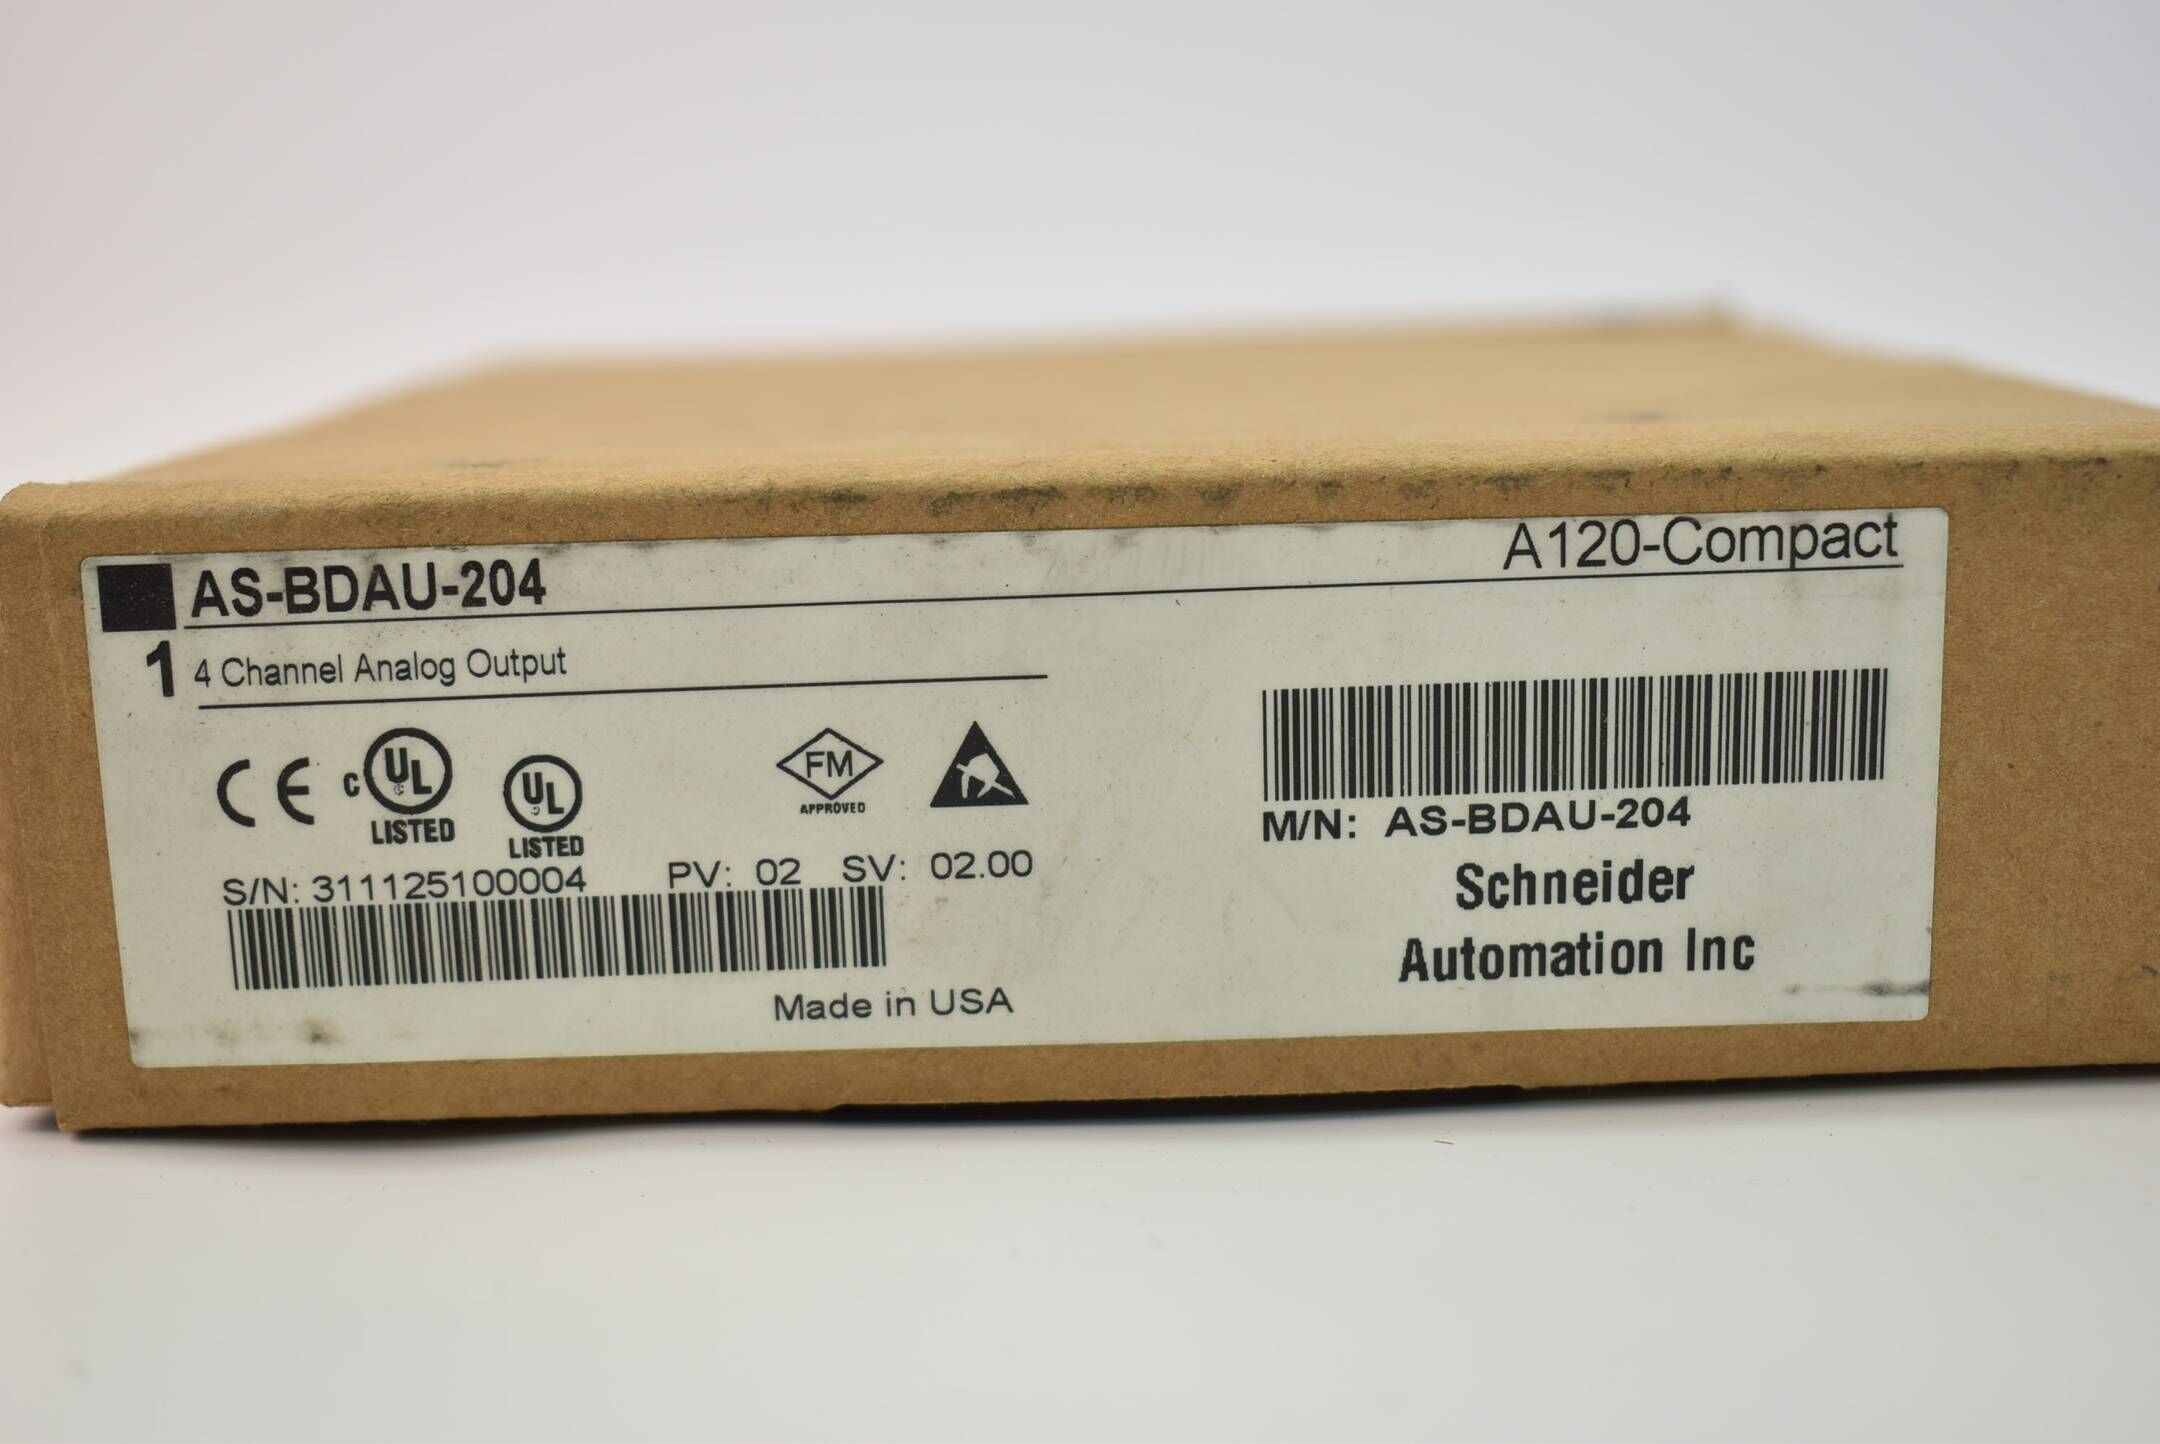 AS-BDAU-204
A120-Compact
1 4 Channel Analog Output
CE
c UL LISTED
UL LISTED
FM APPROVED
M/N: AS-BDAU-204
S/N: 311125100004 PV: 02 SV: 02.00
Schneider
Automation Inc
Made in USA